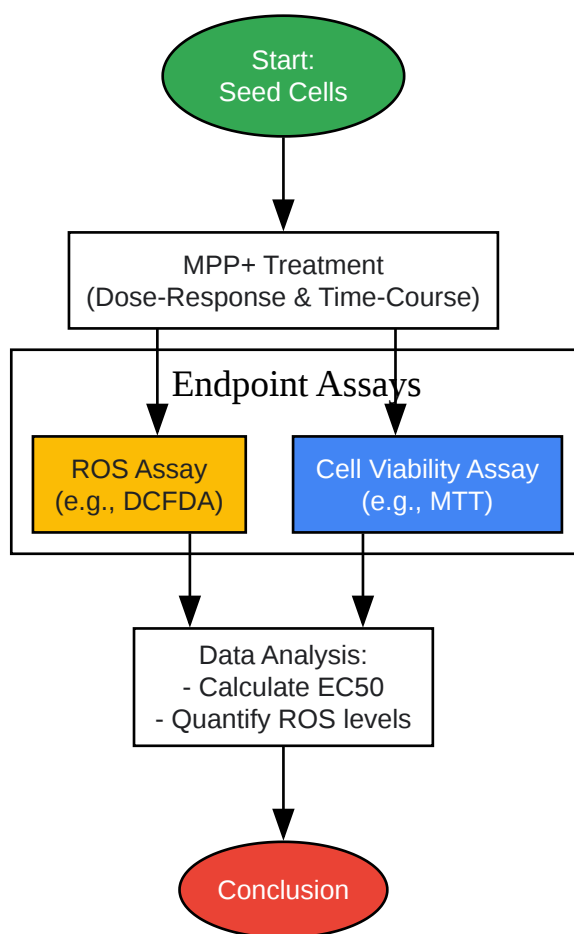 Start:
Seed Cells
MPP+ Treatment
(Dose-Response & Time-Course)
Endpoint Assays
ROS Assay
(e.g., DCFDA)
Cell Viability Assay
(e.g., MTT)
Data Analysis:
- Calculate EC50
- Quantify ROS levels
Conclusion